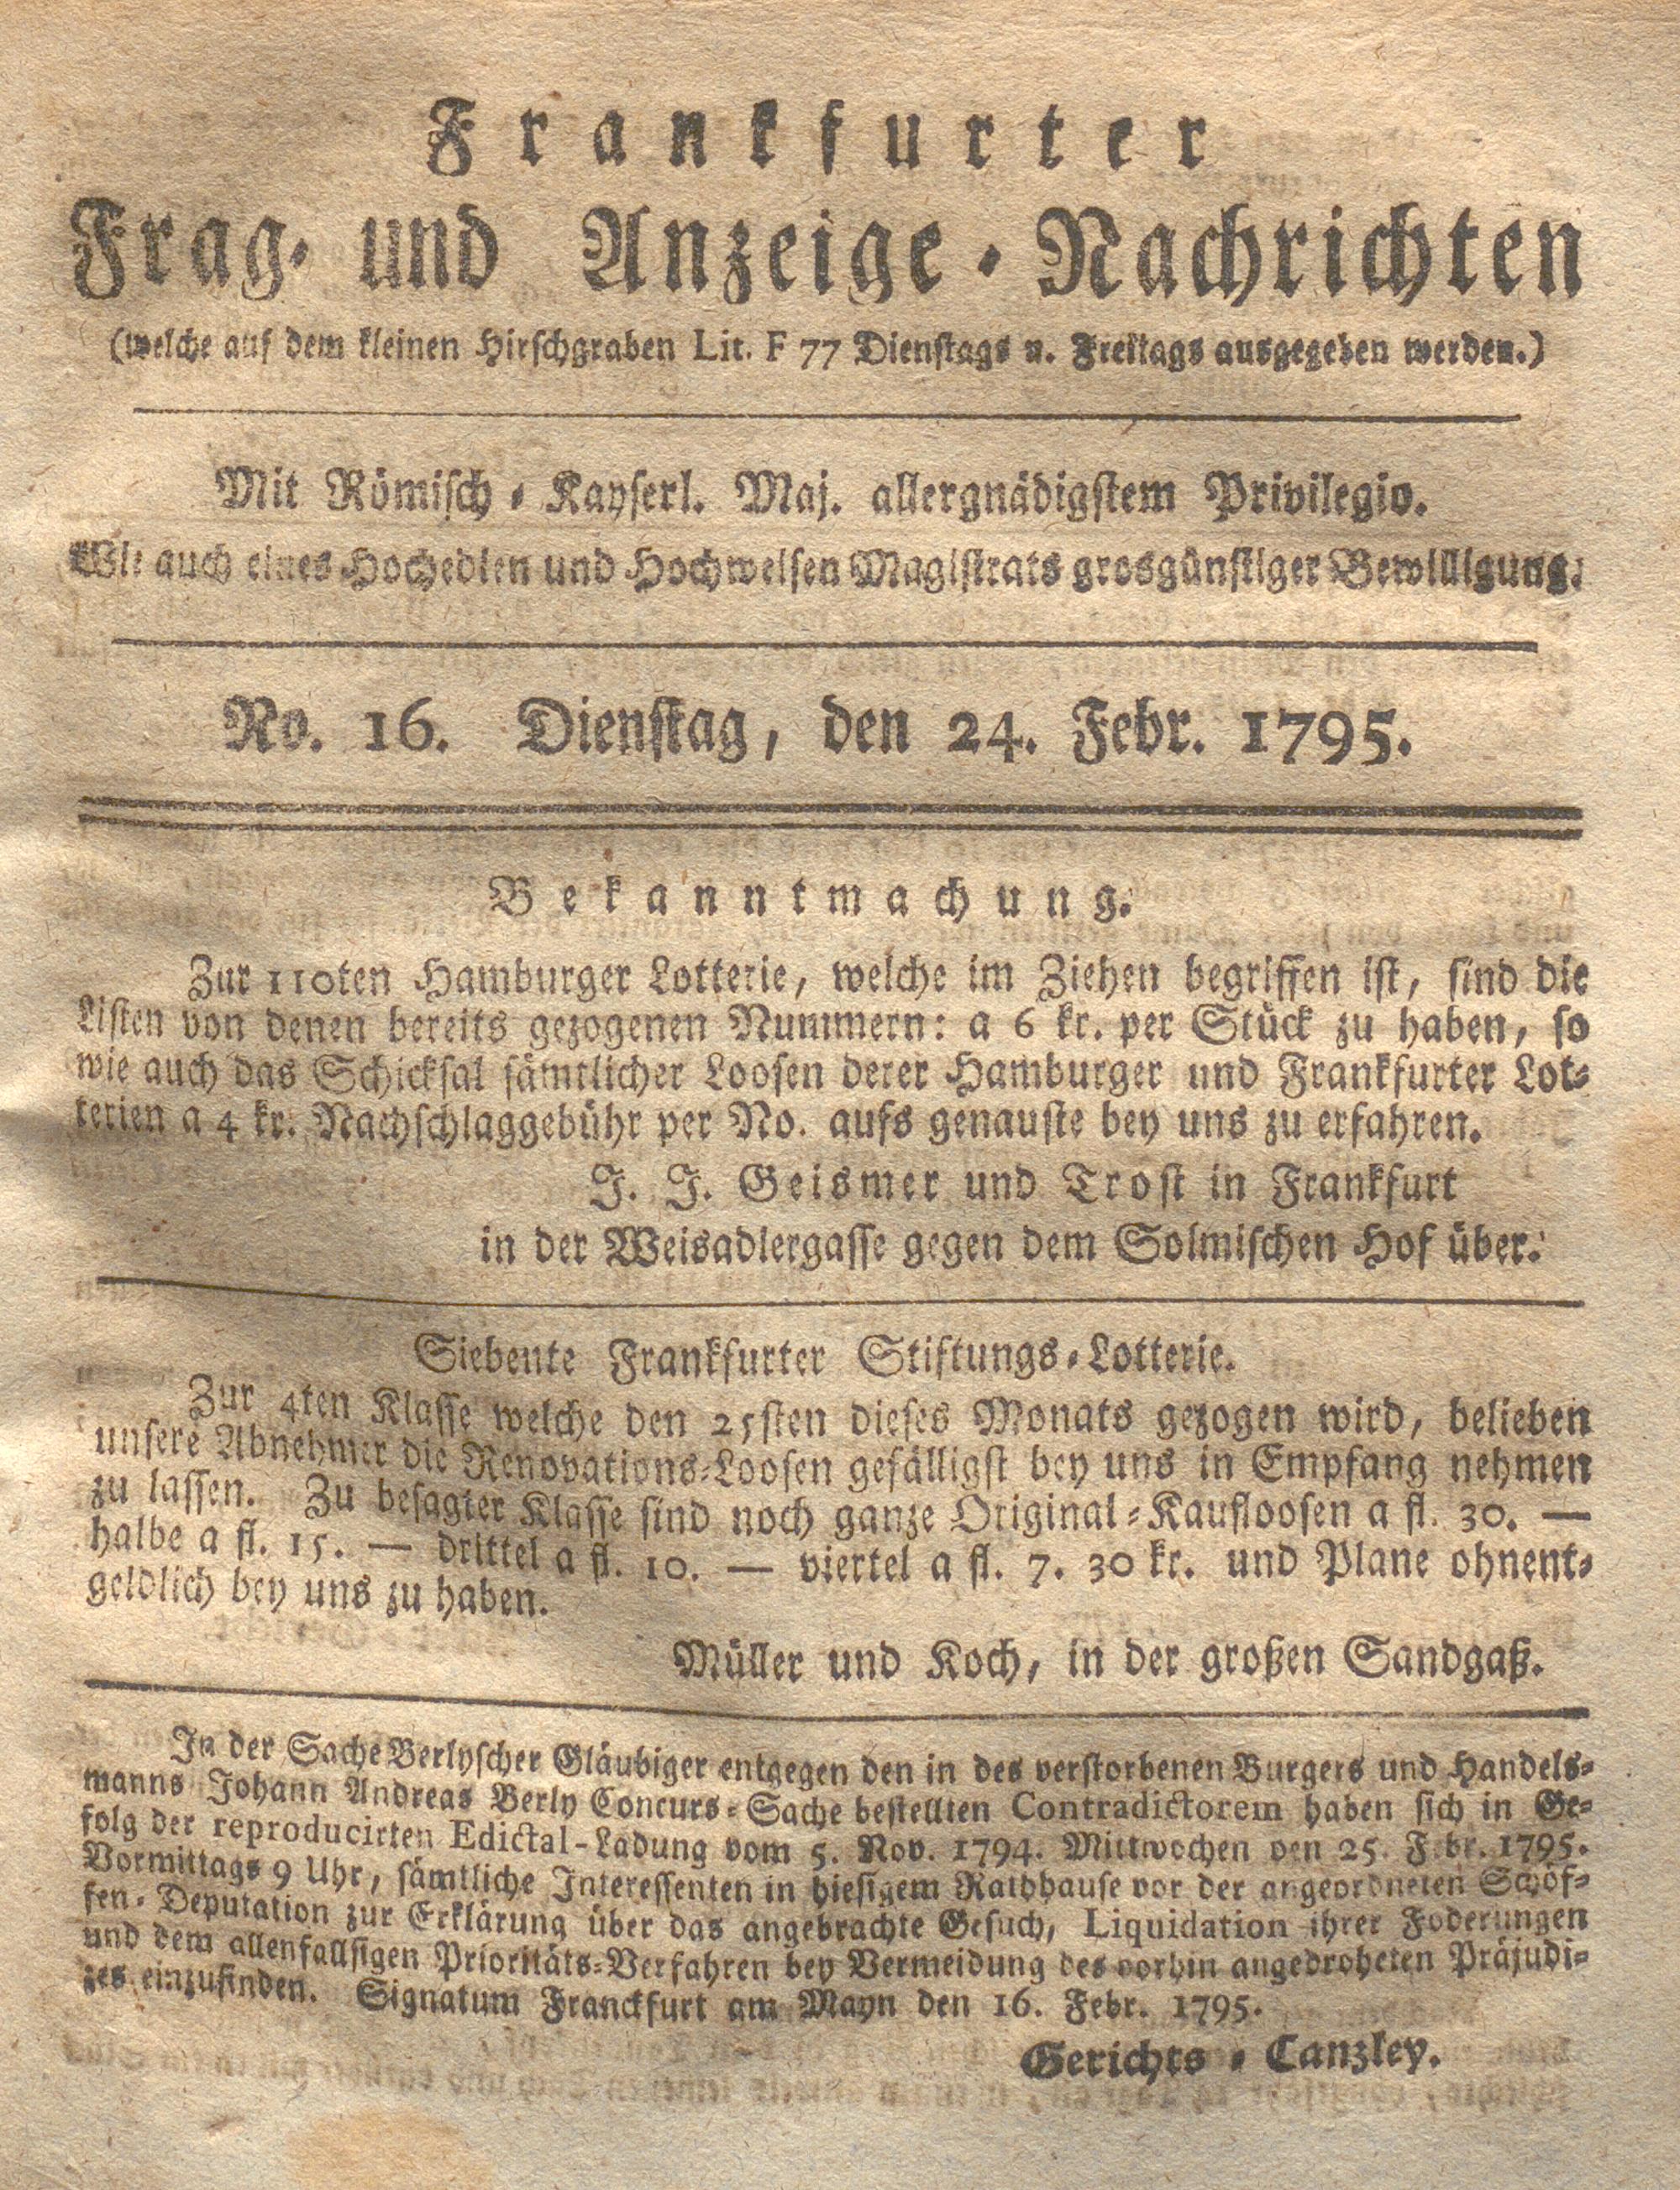 Frankfurter
Frag- und Anzeige-Nachrichten
(welche auf dem kleinen Hirschgraben Lit. F 77 Dienstags u. Freitags ausgegeben werden.)
Mit Römisch-Kayserl. Maj. allergnädigstem Privilegio.
Wie auch eines Hochedlen und Hochweisen Magistrats grosgünstiger Bewilligung.
No. 16. Dienstag, den 24. Febr. 1795.
Bekanntmachung.
Zur 110ten Hamburger Lotterie, welche im Ziehen begriffen ist, sind die
Listen von denen bereits gezogenen Nummern: a 6 kr. per Stück zu haben, so
wie auch das Schicksal sämtlicher Loosen derer Hamburger und Frankfurter Lot-
terien a 4 kr. Nachschlaggebühr per No. aufs genauste bey uns zu erfahren.
J. J. Geismer und Trost in Frankfurt
in der Weisadlergasse gegen dem Solmischen Hof über.
Siebente Frankfurter Stiftungs-Lotterie.
Zur 4ten Klasse welche den 25sten dieses Monats gezogen wird, belieben
unsere Abnehmer die Renovations-Loosen gefälligst bey uns in Empfang nehmen
zu lassen. Zu besagter Klasse sind noch ganze Original-Kaufloosen a fl. 30. —
halbe a fl. 15. — drittel a fl. 10. — viertel a fl. 7. 30 kr. und Plane ohnent-
geldlich bey uns zu haben.
Müller und Koch, in der großen Sandgaß.
In der Sache Berlyscher Gläubiger entgegen den in des verstorbenen Burgers und Handels-
manns Johann Andreas Berly Concurs-Sache bestellten Contradictorem haben sich in Ge-
folg der reproducirten Edictal-Ladung vom 5. Nov. 1794. Mittwochen den 25. Febr. 1795.
Vormittags 9 Uhr, sämtliche Interessenten in hiesigem Rathhause vor der angeordneten Schöf-
fen-Deputation zur Erklärung über das angebrachte Gesuch, Liquidation ihrer Foderungen
und dem allenfallsigen Prioritäts-Verfahren bey Vermeidung des vorhin angedroheten Präjudi-
zes einzufinden. Signatum Franckfurt am Mayn den 16. Febr. 1795.
Gerichts-Canzley.